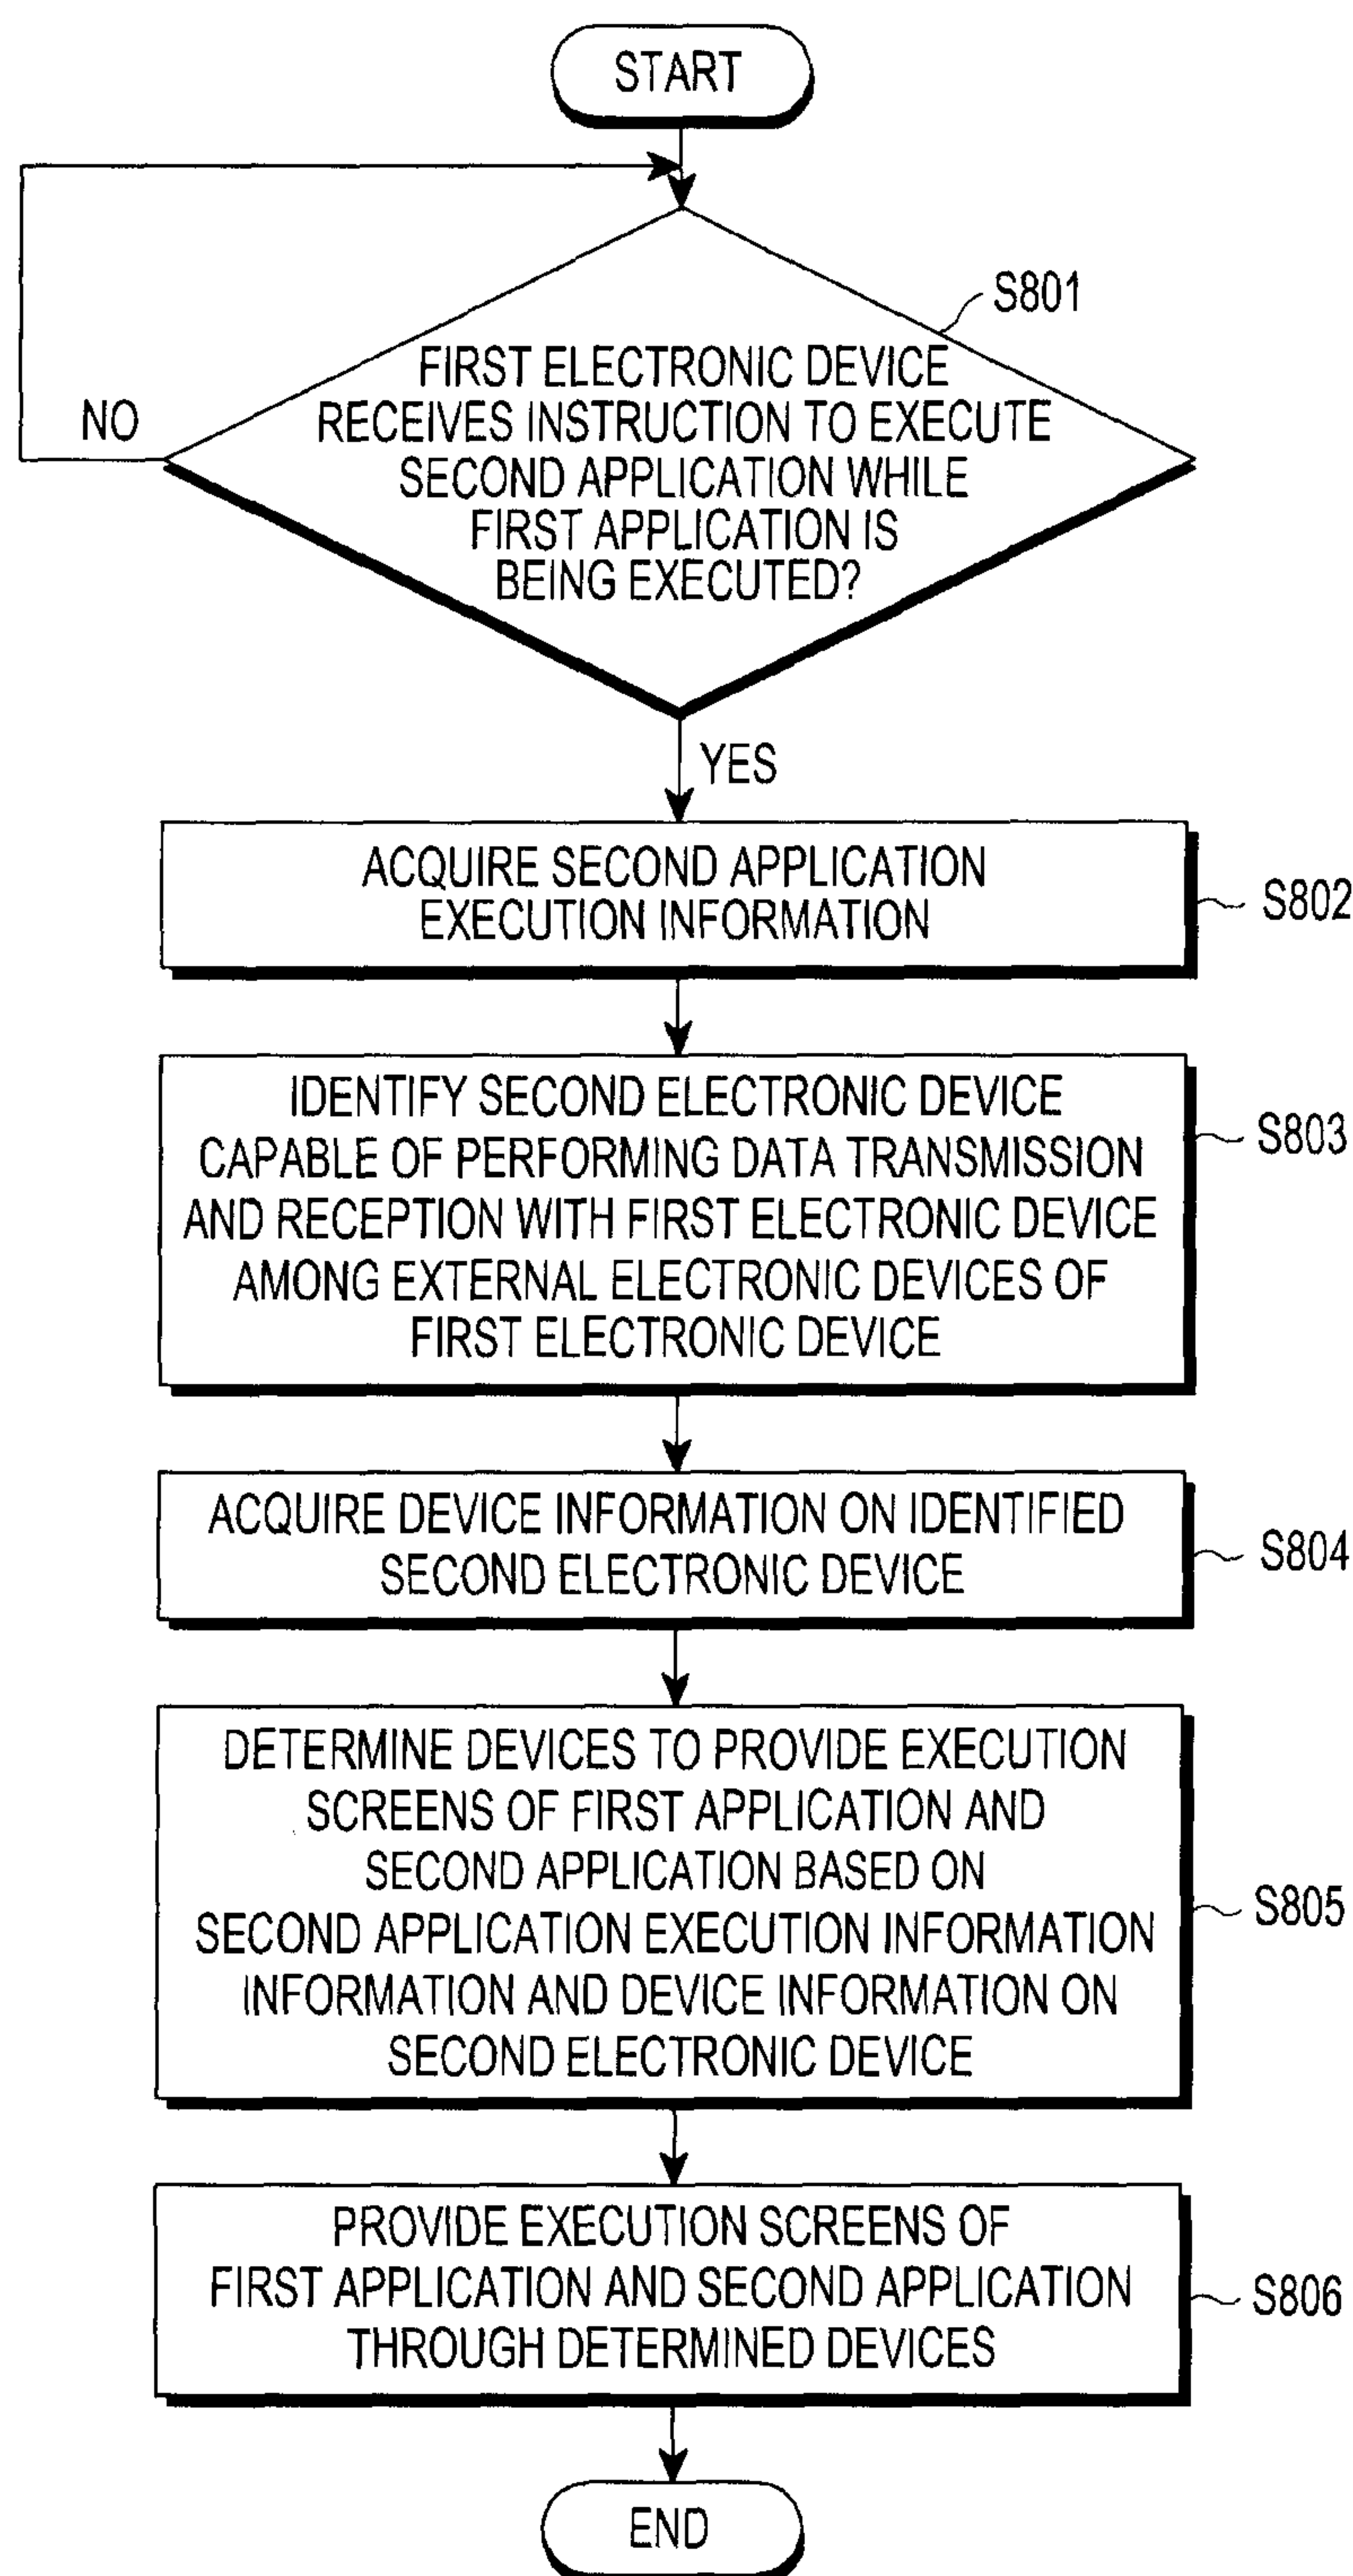 START
S801
FIRST ELECTRONIC DEVICE
RECEIVES INSTRUCTION TO EXECUTE
SECOND APPLICATION WHILE
FIRST APPLICATION IS
BEING EXECUTED?
NO
YES
ACQUIRE SECOND APPLICATION
EXECUTION INFORMATION
S802
IDENTIFY SECOND ELECTRONIC DEVICE
CAPABLE OF PERFORMING DATA TRANSMISSION
AND RECEPTION WITH FIRST ELECTRONIC DEVICE
AMONG EXTERNAL ELECTRONIC DEVICES OF
FIRST ELECTRONIC DEVICE
S803
ACQUIRE DEVICE INFORMATION ON IDENTIFIED
SECOND ELECTRONIC DEVICE
S804
DETERMINE DEVICES TO PROVIDE EXECUTION
SCREENS OF FIRST APPLICATION AND
SECOND APPLICATION BASED ON
SECOND APPLICATION EXECUTION INFORMATION
INFORMATION AND DEVICE INFORMATION ON
SECOND ELECTRONIC DEVICE
S805
PROVIDE EXECUTION SCREENS OF
FIRST APPLICATION AND SECOND APPLICATION
THROUGH DETERMINED DEVICES
S806
END